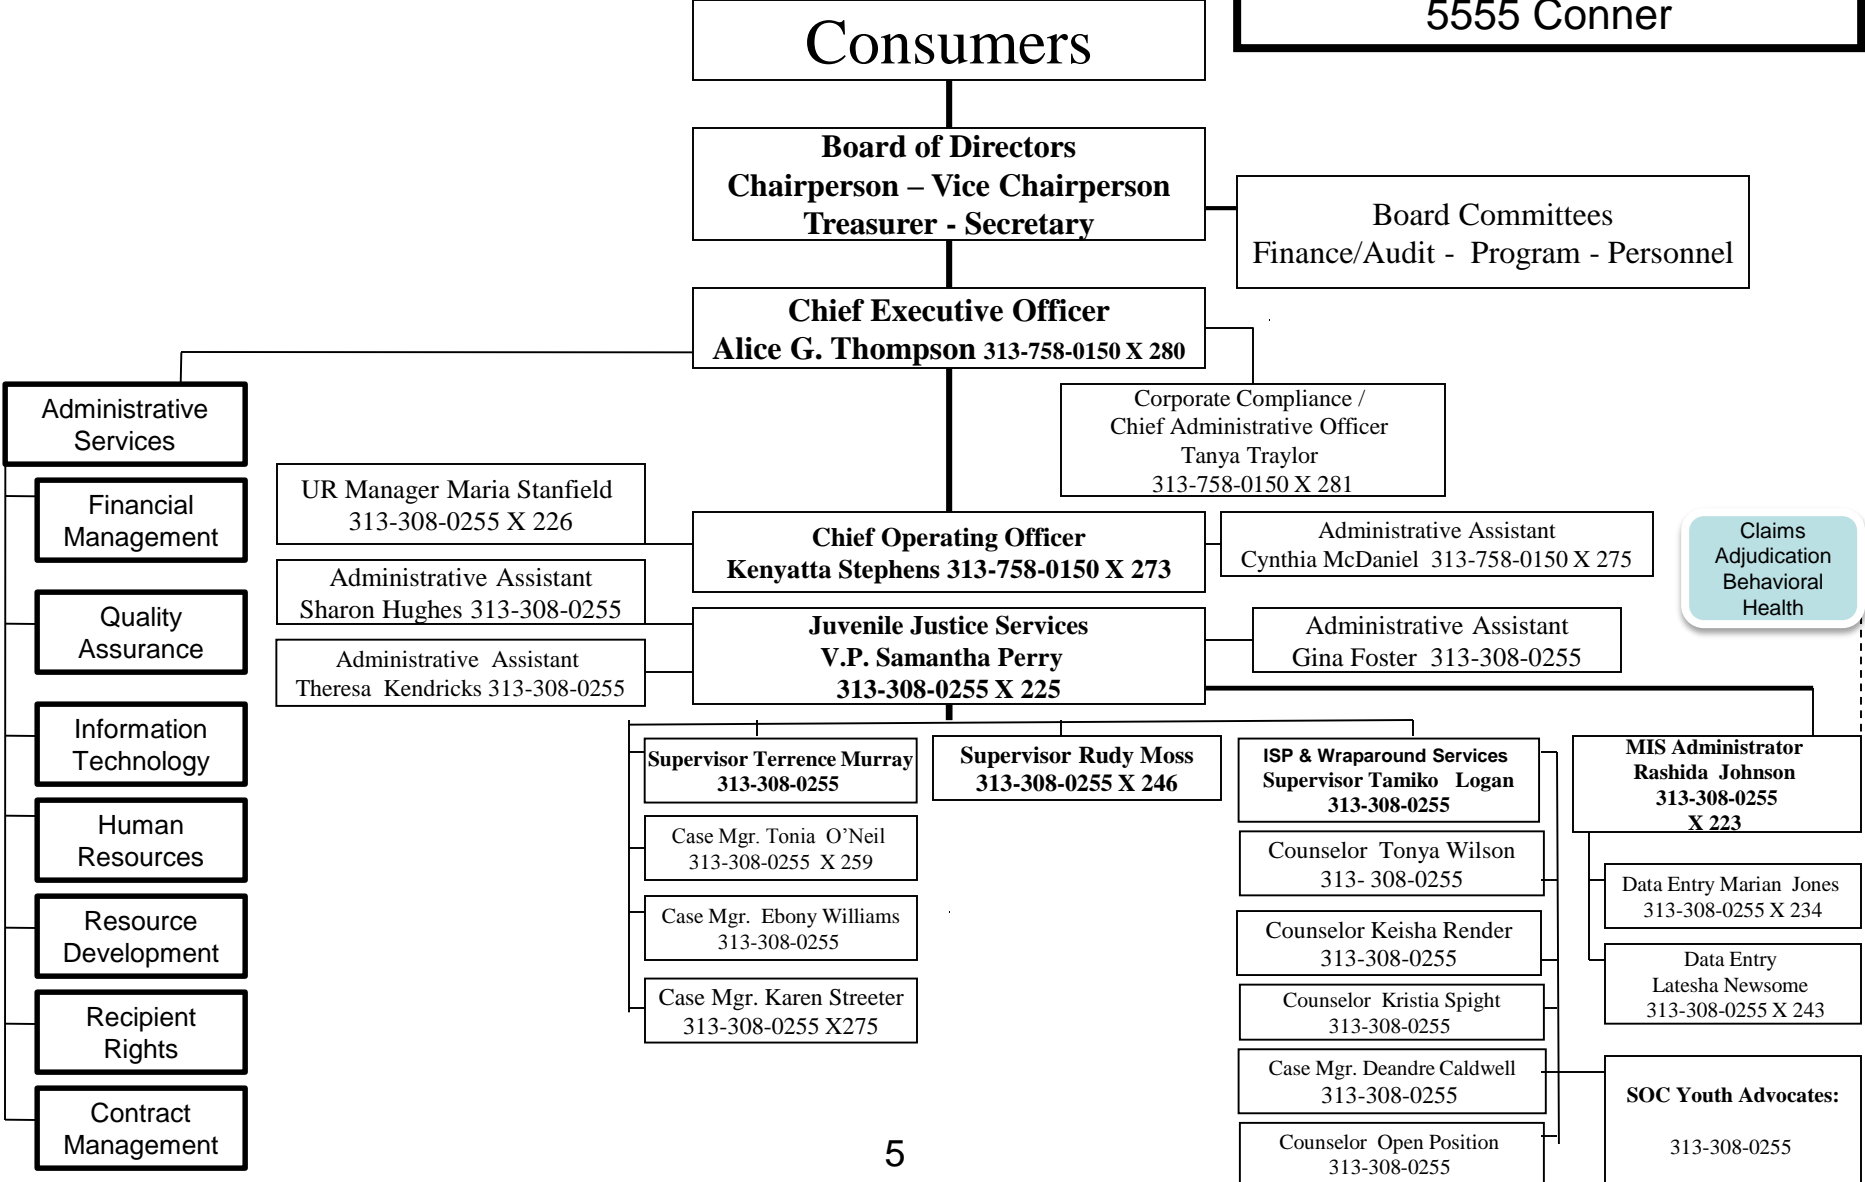 5555 Conner
Consumers
Board of Directors
Chairperson – Vice Chairperson
Treasurer - Secretary
Board Committees
Finance/Audit - Program - Personnel
Chief Executive Officer
Alice G. Thompson 313-758-0150 X 280
Corporate Compliance /
Chief Administrative Officer
Tanya Traylor
313-758-0150 X 281
Administrative
Services
Financial
Management
Quality
Assurance
Information
Technology
Human
Resources
Resource
Development
Recipient
Rights
Contract
Management
UR Manager Maria Stanfield
313-308-0255 X 226
Chief Operating Officer
Kenyatta Stephens 313-758-0150 X 273
Administrative Assistant
Cynthia McDaniel 313-758-0150 X 275
Claims
Adjudication
Behavioral
Health
Administrative Assistant
Sharon Hughes 313-308-0255
Administrative Assistant
Theresa Kendricks 313-308-0255
Juvenile Justice Services
V.P. Samantha Perry
313-308-0255 X 225
Administrative Assistant
Gina Foster 313-308-0255
Supervisor Terrence Murray
313-308-0255
Case Mgr. Tonia O’Neil
313-308-0255 X 259
Case Mgr. Ebony Williams
313-308-0255
Case Mgr. Karen Streeter
313-308-0255 X275
Supervisor Rudy Moss
313-308-0255 X 246
ISP & Wraparound Services
Supervisor Tamiko Logan
313-308-0255
Counselor Tonya Wilson
313- 308-0255
Counselor Keisha Render
313-308-0255
Counselor Kristia Spight
313-308-0255
Case Mgr. Deandre Caldwell
313-308-0255
Counselor Open Position
313-308-0255
MIS Administrator
Rashida Johnson
313-308-0255
X 223
Data Entry Marian Jones
313-308-0255 X 234
Data Entry
Latesha Newsome
313-308-0255 X 243
SOC Youth Advocates:
313-308-0255
5